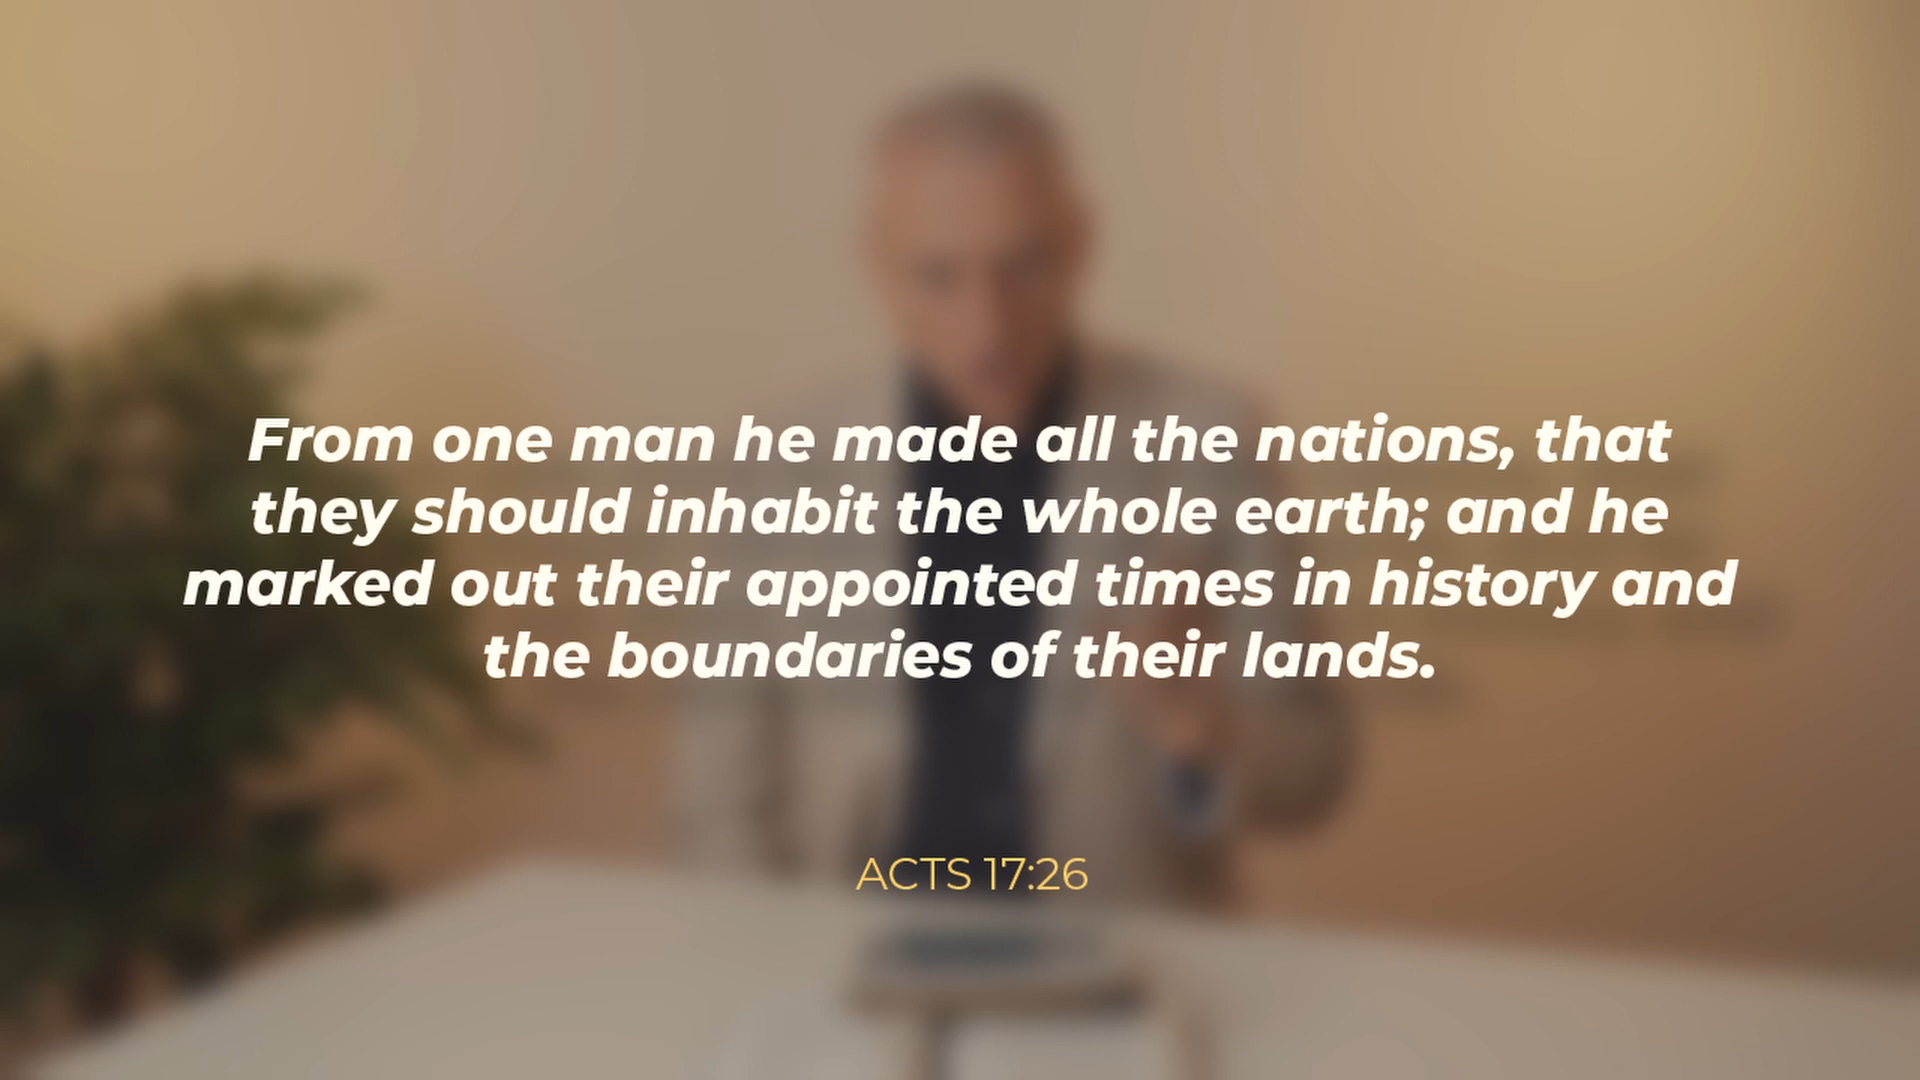 From one man he made all the nations, that
they should inhabit the whole earth; and he
marked out their appointed times in history and
the boundaries of their lands.
ACTS 17:26